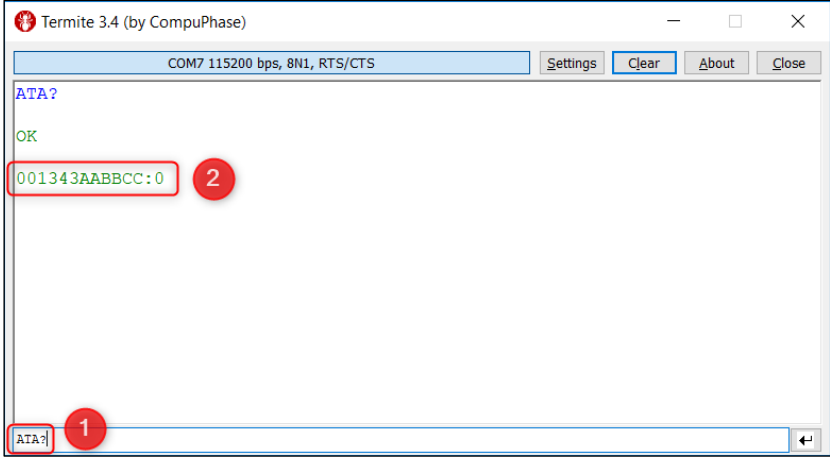 Termite 3.4 (by CompuPhase)
COM7 115200 bps, 8N1, RTS/CTS Settings Clear About Close
ATA?
OK
001343AABBCC:0 2
1
ATA?